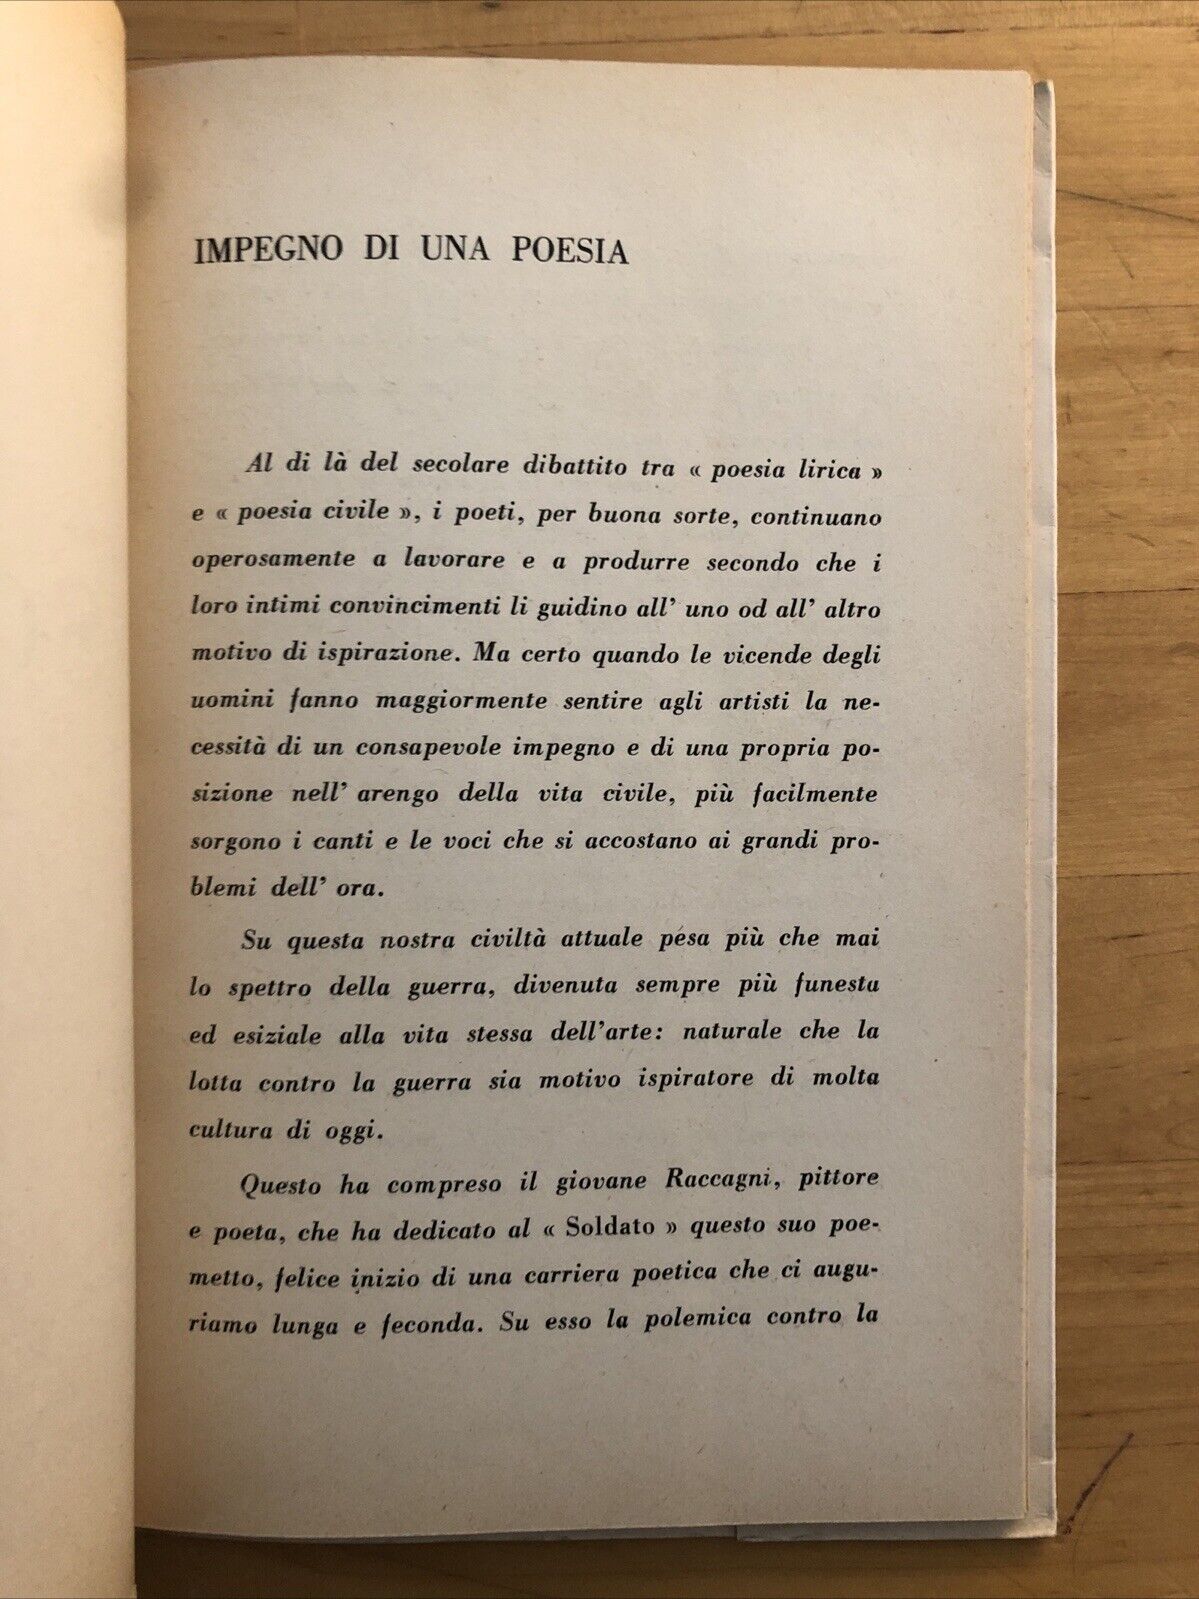 IMPEGNO DI UNA POESIA
Al di là del secolare dibattito tra « poesia lirica »
e « poesia civile », i poeti, per buona sorte, continuano
operosamente a lavorare e a produrre secondo che i
loro intimi convincimenti li guidino all' uno od all' altro
motivo di ispirazione. Ma certo quando le vicende degli
uomini fanno maggiormente sentire agli artisti la ne-
cessità di un consapevole impegno e di una propria po-
sizione nell' arengo della vita civile, più facilmente
sorgono i canti e le voci che si accostano ai grandi pro-
blemi dell' ora.
Su questa nostra civiltà attuale pesa più che mai
lo spettro della guerra, divenuta sempre più funesta
ed esiziale alla vita stessa dell'arte: naturale che la
lotta contro la guerra sia motivo ispiratore di molta
cultura di oggi.
Questo ha compreso il giovane Raccagni, pittore
e poeta, che ha dedicato al « Soldato » questo suo poe-
metto, felice inizio di una carriera poetica che ci augu-
riamo lunga e feconda. Su esso la polemica contro la